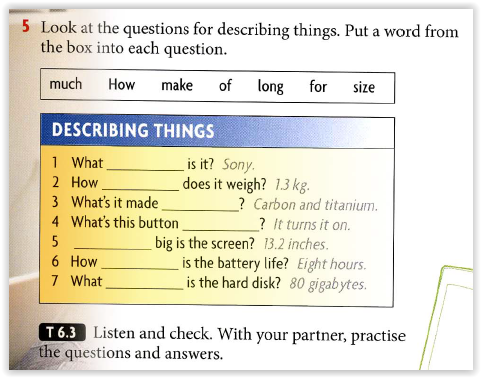 5 Look at the questions for describing things. Put a word from
the box into each question.
much How make of long for size
DESCRIBING THINGS
1 What __________ is it? Sony.
2 How __________ does it weigh? 1.3 kg.
3 What's it made __________? Carbon and titanium.
4 What's this button __________? It turns it on.
5 __________ big is the screen? 13.2 inches.
6 How __________ is the battery life? Eight hours.
7 What __________ is the hard disk? 80 gigabytes.
T 6.3 Listen and check. With your partner, practise
the questions and answers.